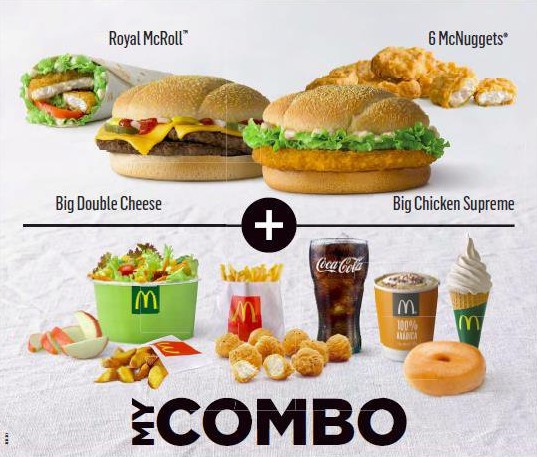 Royal McRoll™
6 McNuggets®
Big Double Cheese
Big Chicken Supreme
+
Coca-Cola
M
M
M
100%
ARABICA
M
MY COMBO